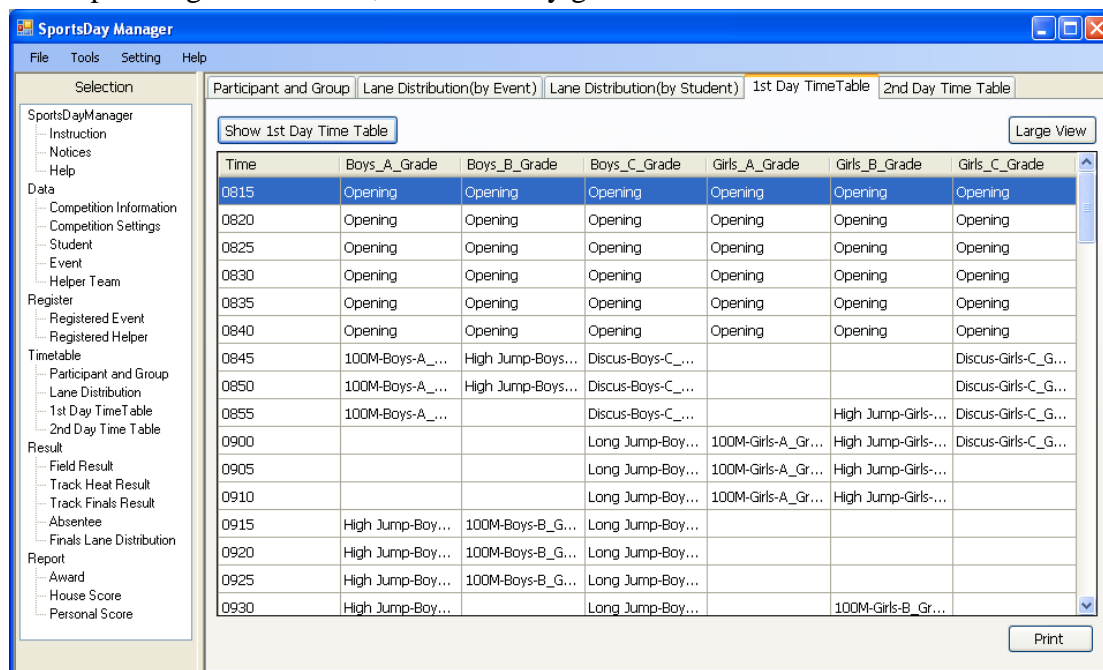 SportsDay Manager
File Tools Setting Help
Selection
SportsDayManager
Instruction
Notices
Help
Data
Competition Information
Competition Settings
Student
Event
Helper Team
Register
Registered Event
Registered Helper
Timetable
Participant and Group
Lane Distribution
1st Day TimeTable
2nd Day Time Table
Result
Field Result
Track Heat Result
Track Finals Result
Absentee
Finals Lane Distribution
Report
Award
House Score
Personal Score
Participant and Group Lane Distribution(by Event) Lane Distribution(by Student) 1st Day TimeTable 2nd Day Time Table
Show 1st Day Time Table Large View
Time Boys_A_Grade Boys_B_Grade Boys_C_Grade Girls_A_Grade Girls_B_Grade Girls_C_Grade
0815 Opening Opening Opening Opening Opening Opening
0820 Opening Opening Opening Opening Opening Opening
0825 Opening Opening Opening Opening Opening Opening
0830 Opening Opening Opening Opening Opening Opening
0835 Opening Opening Opening Opening Opening Opening
0840 Opening Opening Opening Opening Opening Opening
0845 100M-Boys-A_... High Jump-Boys... Discus-Boys-C_... Discus-Girls-C_G...
0850 100M-Boys-A_... High Jump-Boys... Discus-Boys-C_... Discus-Girls-C_G...
0855 100M-Boys-A_... Discus-Boys-C_... High Jump-Girls-... Discus-Girls-C_G...
0900 Long Jump-Boy... 100M-Girls-A_Gr... High Jump-Girls-... Discus-Girls-C_G...
0905 Long Jump-Boy... 100M-Girls-A_Gr... High Jump-Girls-...
0910 Long Jump-Boy... 100M-Girls-A_Gr... High Jump-Girls-...
0915 High Jump-Boy... 100M-Boys-B_G... Long Jump-Boy...
0920 High Jump-Boy... 100M-Boys-B_G... Long Jump-Boy...
0925 High Jump-Boy... 100M-Boys-B_G... Long Jump-Boy...
0930 High Jump-Boy... Long Jump-Boy... 100M-Girls-B_Gr...
Print